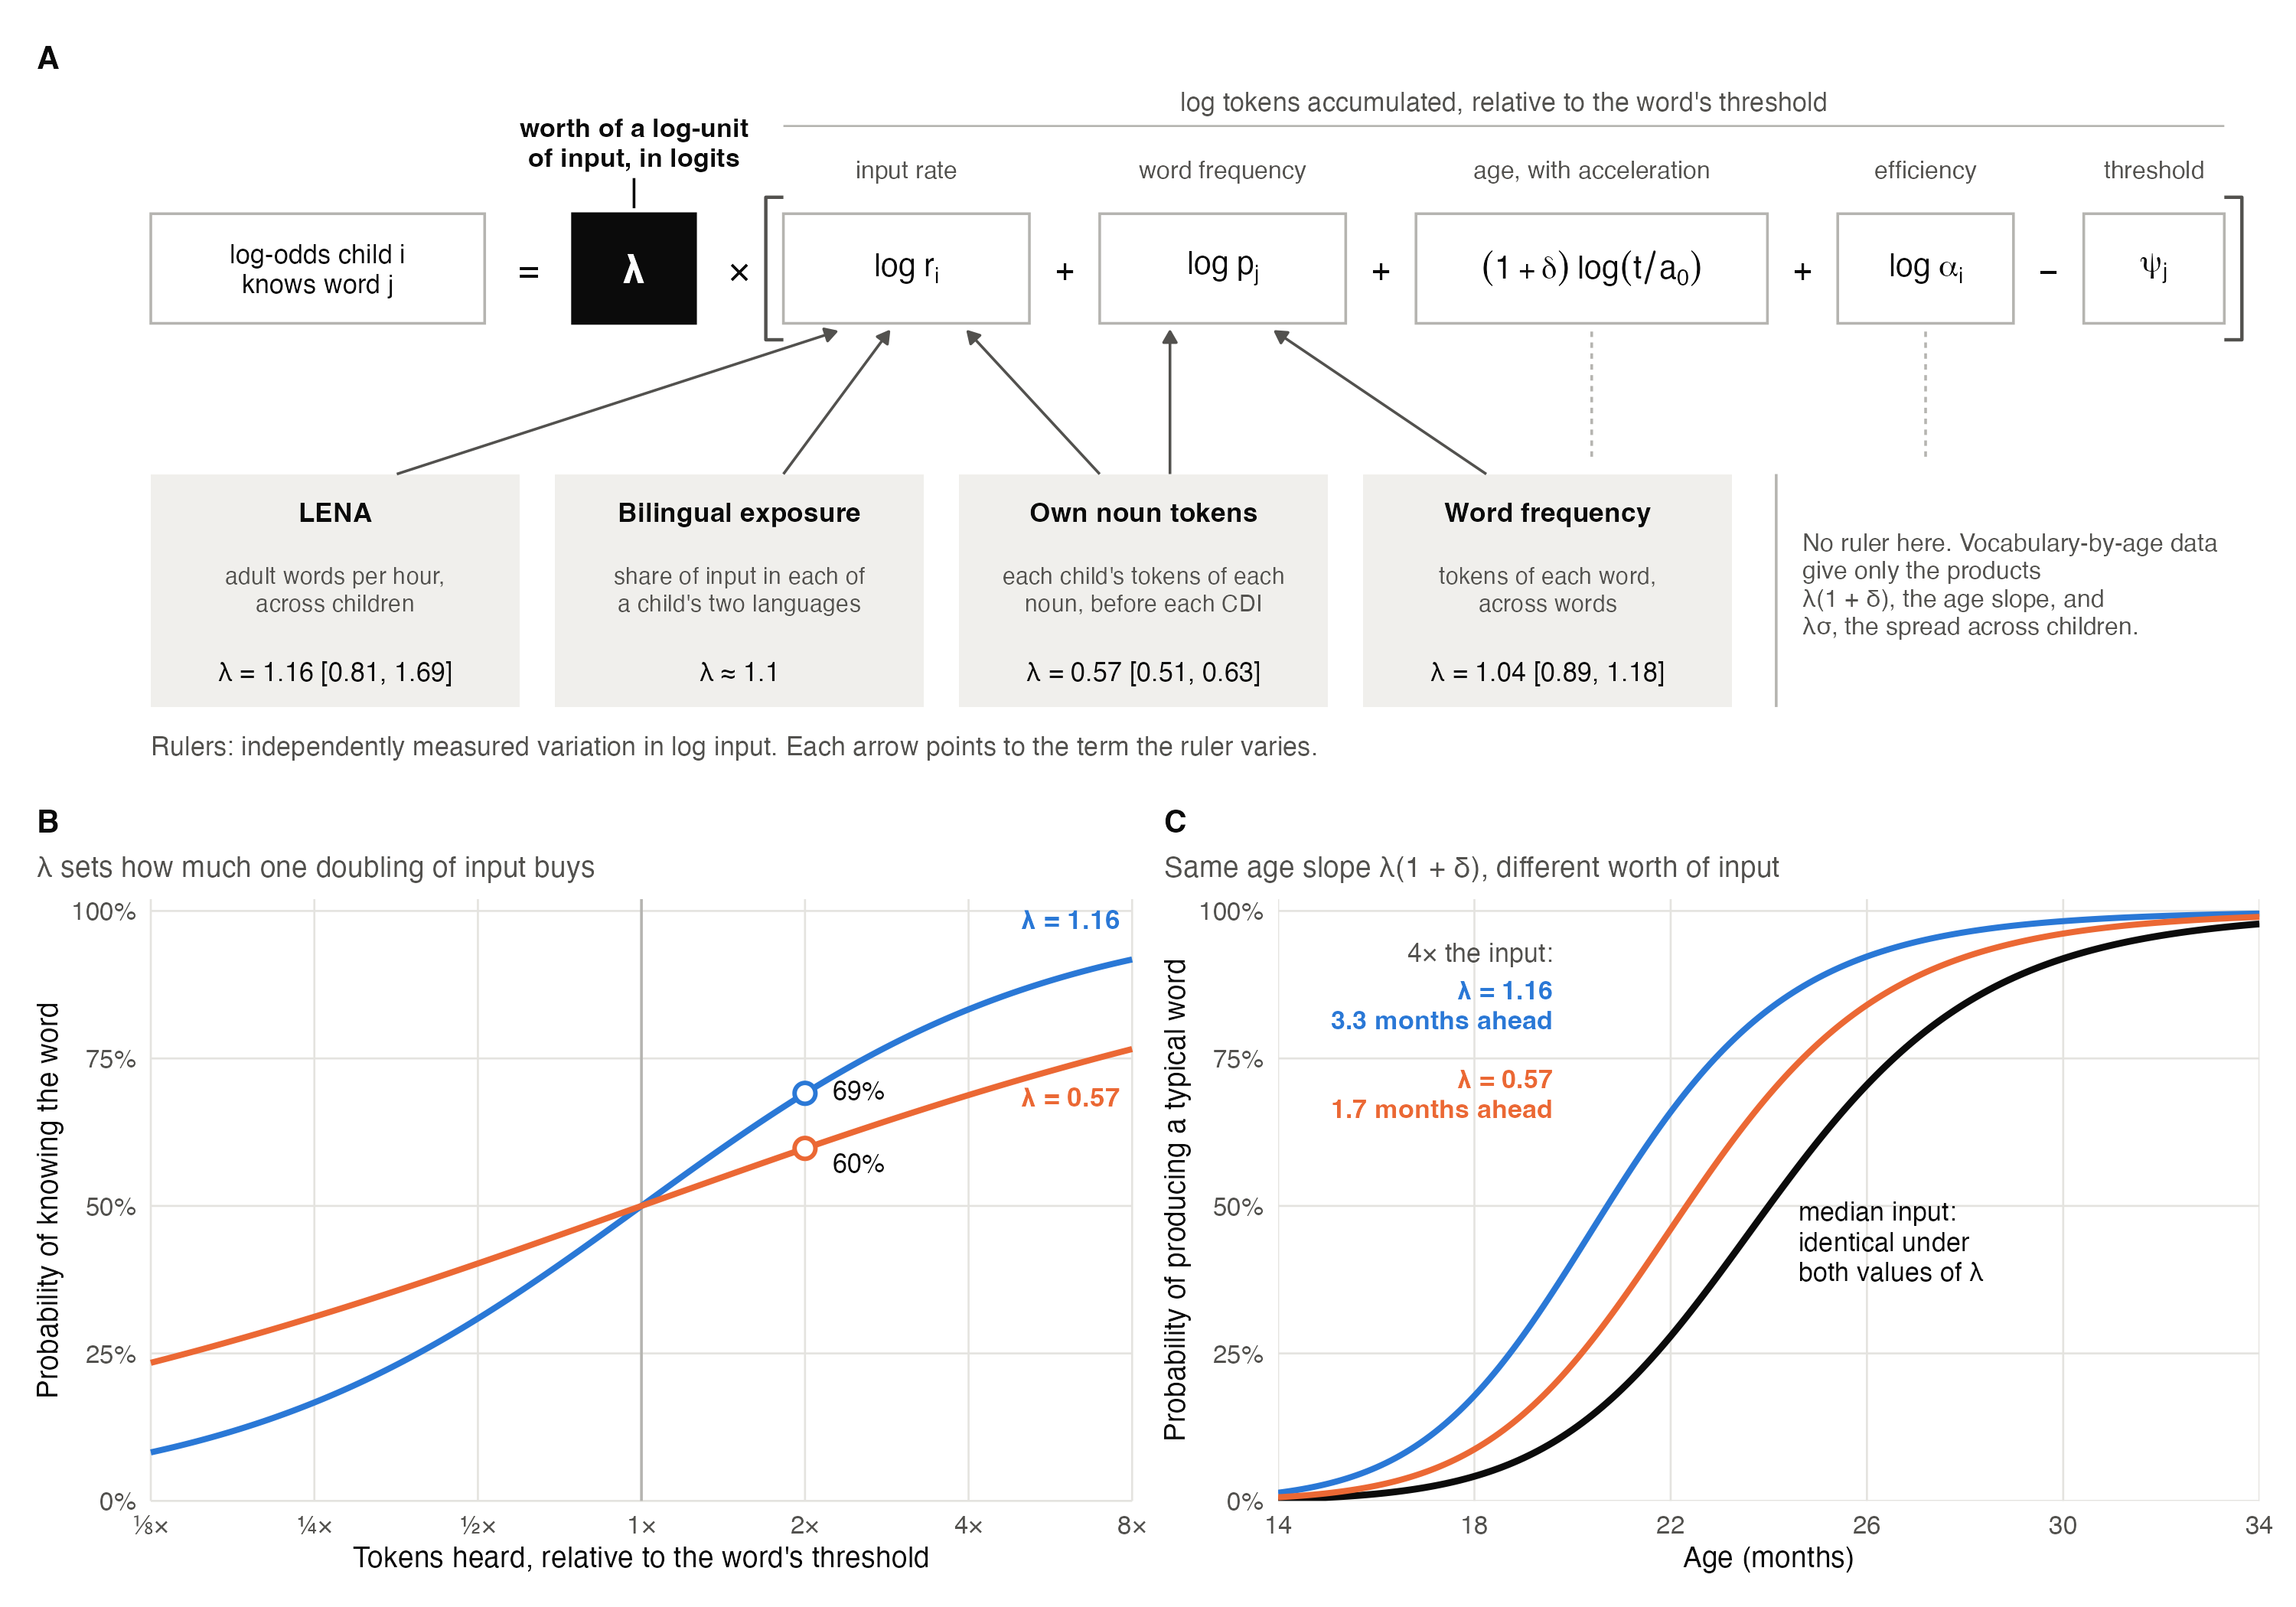 A
log tokens accumulated, relative to the word's threshold
worth of a log-unit
of input, in logits
input rate
word frequency
age, with acceleration
efficiency
threshold
log-odds child i
knows word j
= λ × [ log rᵢ + log pⱼ + (1 + δ) log(t/a₀) + log αᵢ − ψⱼ ]
LENA
adult words per hour,
across children
λ = 1.16 [0.81, 1.69]
Bilingual exposure
share of input in each of
a child's two languages
λ ≈ 1.1
Own noun tokens
each child's tokens of each
noun, before each CDI
λ = 0.57 [0.51, 0.63]
Word frequency
tokens of each word,
across words
λ = 1.04 [0.89, 1.18]
No ruler here. Vocabulary-by-age data
give only the products
λ(1 + δ), the age slope, and
λσ, the spread across children.
Rulers: independently measured variation in log input. Each arrow points to the term the ruler varies.
B
λ sets how much one doubling of input buys
Probability of knowing the word
100%
75%
50%
25%
0%
λ = 1.16
69%
λ = 0.57
60%
⅛× ¼× ½× 1× 2× 4× 8×
Tokens heard, relative to the word's threshold
C
Same age slope λ(1 + δ), different worth of input
Probability of producing a typical word
100%
75%
50%
25%
0%
4× the input:
λ = 1.16
3.3 months ahead
λ = 0.57
1.7 months ahead
median input:
identical under
both values of λ
14 18 22 26 30 34
Age (months)